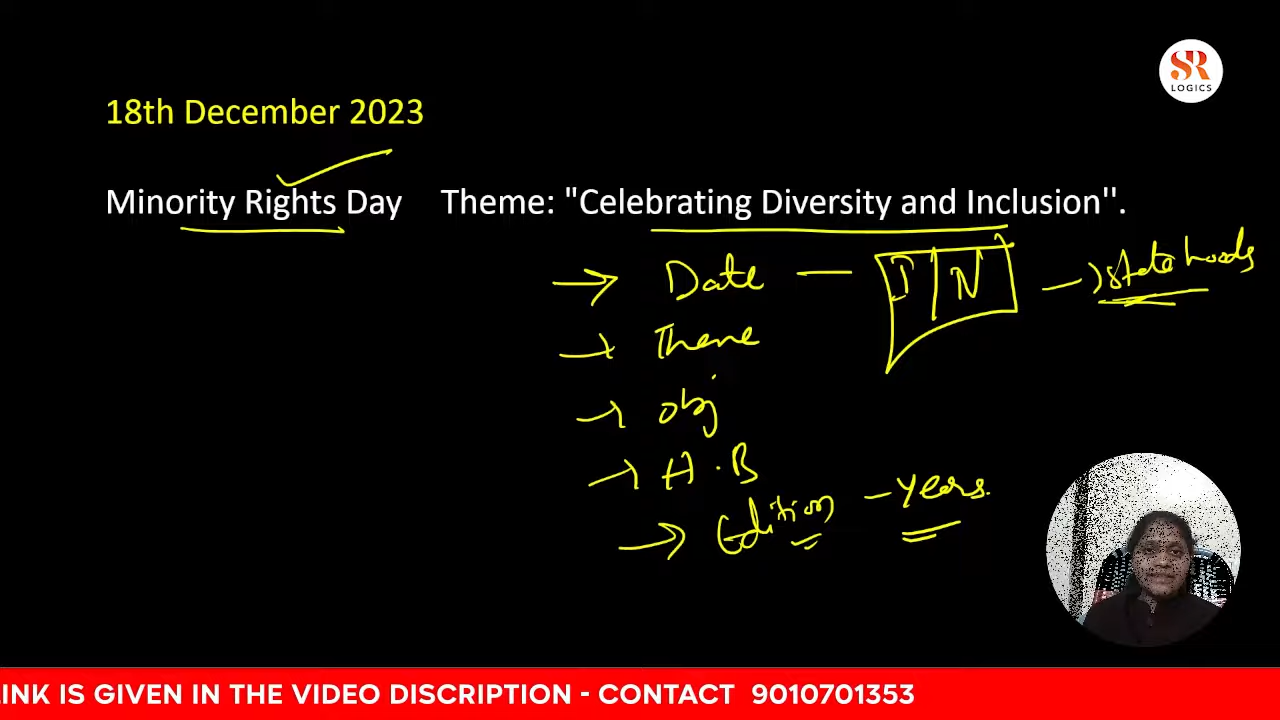 SR
LOGICS
18th December 2023
Minority Rights Day Theme: "Celebrating Diversity and Inclusion".
Date — I N — statehoods
Theme
obj
A.B
Edition - years.
INK IS GIVEN IN THE VIDEO DISCRIPTION - CONTACT 9010701353